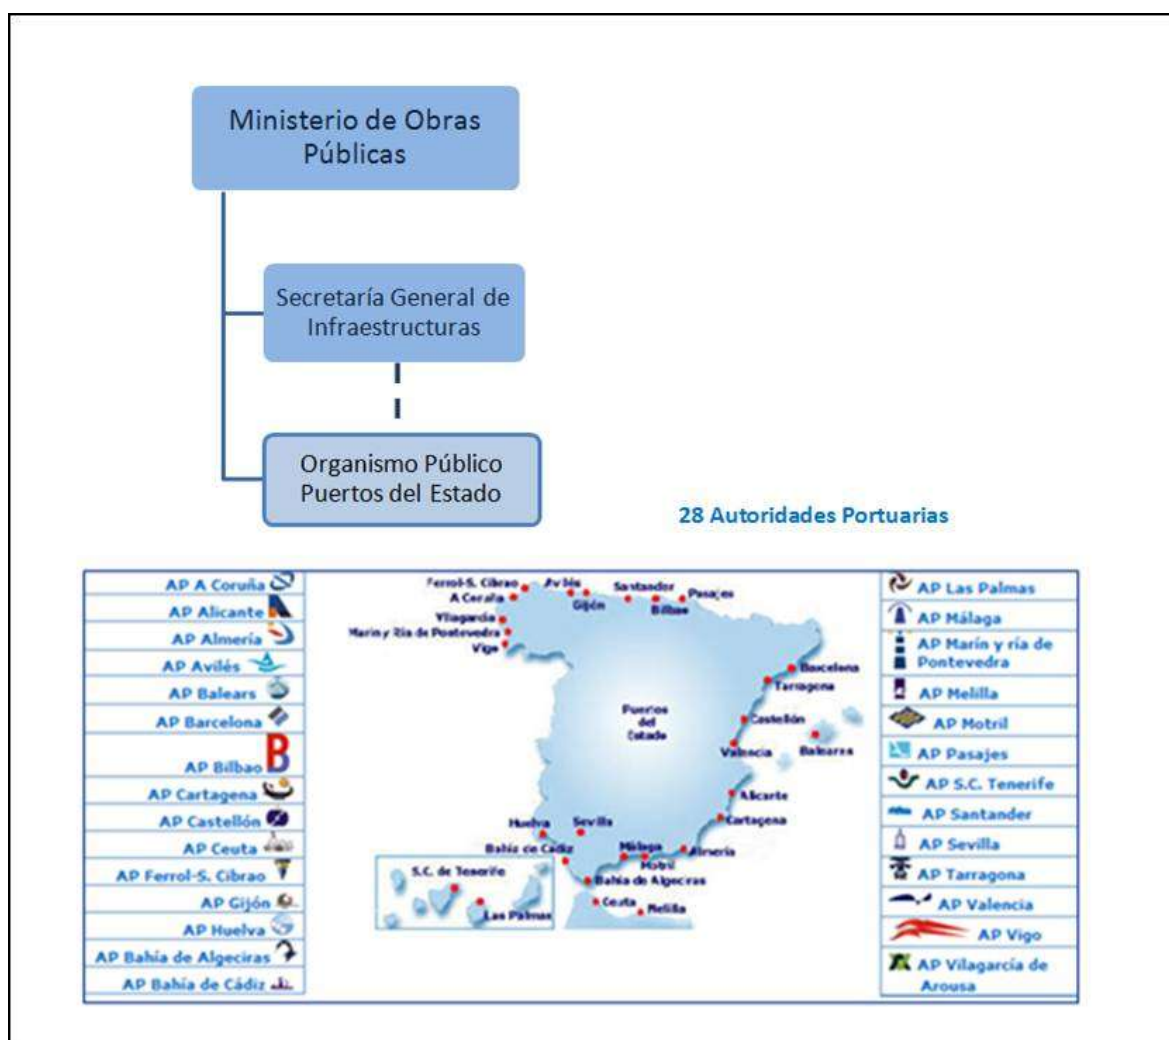 Ministerio de Obras
Públicas
Secretaría General de
Infraestructuras
Organismo Público
Puertos del Estado
28 Autoridades Portuarias
AP A Coruña
AP Alicante
AP Almería
AP Avilés
AP Balears
AP Barcelona
B
AP Bilbao
AP Cartagena
AP Castellón
AP Ceuta
AP Ferrol-S. Cibrao
AP Gijón
AP Huelva
AP Bahía de Algeciras
AP Bahía de Cádiz
Ferrol-S. Cibrao
Avilés
Santander
Pasajes
A Coruña
Gijón
Bilbao
Vilagarcía
Marín y Ría de Pontevedra
Vigo
Barcelona
Tarragona
Puertos
del
Estado
Castellón
Valencia
Baleares
Alicante
Cartagena
Huelva
Sevilla
Bahía de Cádiz
Málaga
Almería
Motril
S.C. de Tenerife
Bahía de Algeciras
Las Palmas
Ceuta
Melilla
AP Las Palmas
AP Málaga
AP Marín y ría de
Pontevedra
AP Melilla
AP Motril
AP Pasajes
AP S.C. Tenerife
AP Santander
AP Sevilla
AP Tarragona
AP Valencia
AP Vigo
AP Vilagarcía de
Arousa